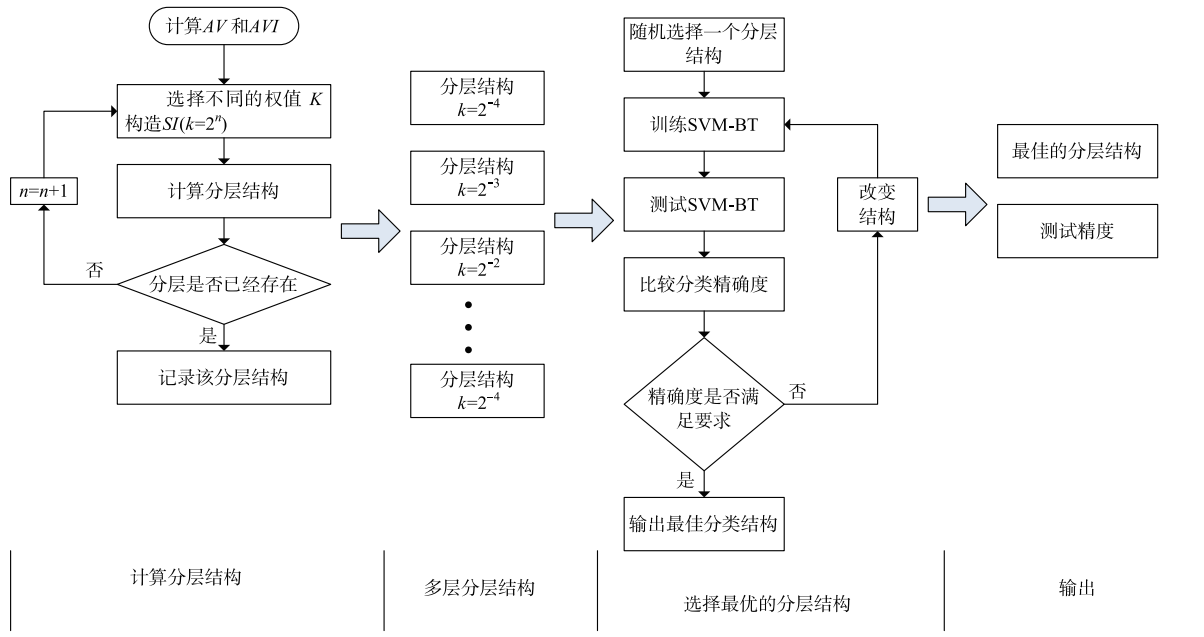 计算AV 和AVI
选择不同的权值 K
构造SI(k=2ⁿ)
n=n+1
计算分层结构
否
分层是否已经存在
是
记录该分层结构
计算分层结构
分层结构
k=2⁻⁴
分层结构
k=2⁻³
分层结构
k=2⁻²
分层结构
k=2⁻⁴
多层分层结构
随机选择一个分层
结构
训练SVM-BT
测试SVM-BT
改变
结构
比较分类精确度
精确度是否满
足要求
否
是
输出最佳分类结构
选择最优的分层结构
最佳的分层结构
测试精度
输出